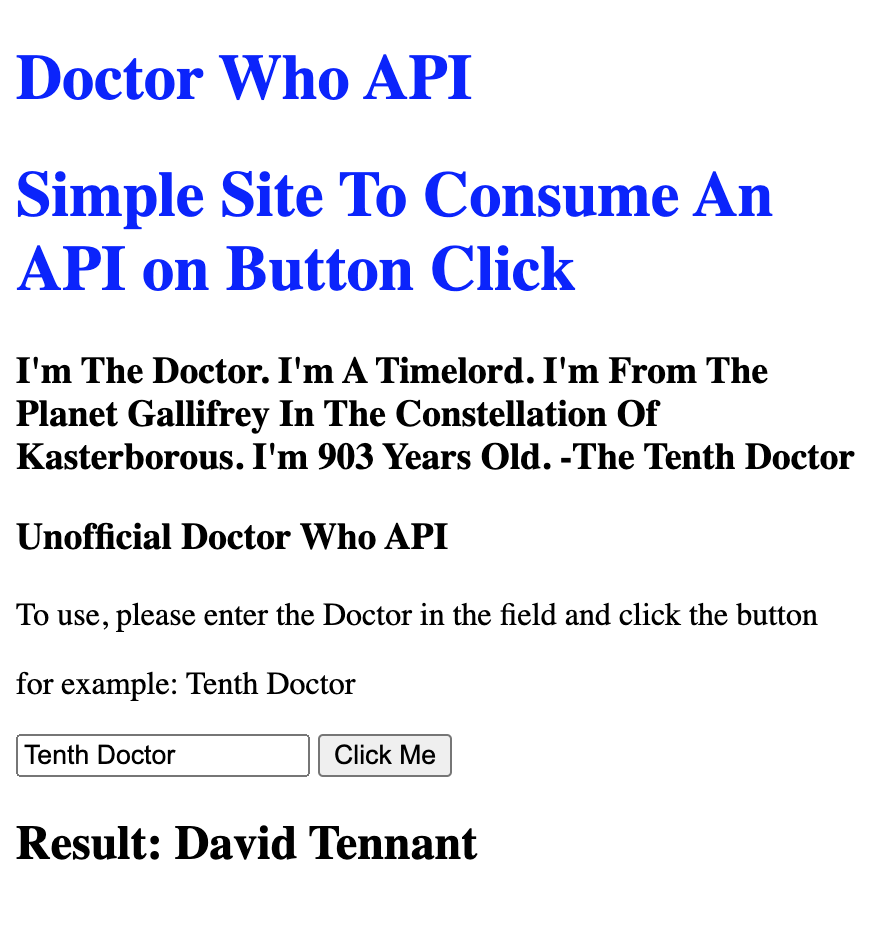 Doctor Who API
Simple Site To Consume An
API on Button Click
I'm The Doctor. I'm A Timelord. I'm From The
Planet Gallifrey In The Constellation Of
Kasterborous. I'm 903 Years Old. -The Tenth Doctor
Unofficial Doctor Who API
To use, please enter the Doctor in the field and click the button
for example: Tenth Doctor
Tenth Doctor Click Me
Result: David Tennant